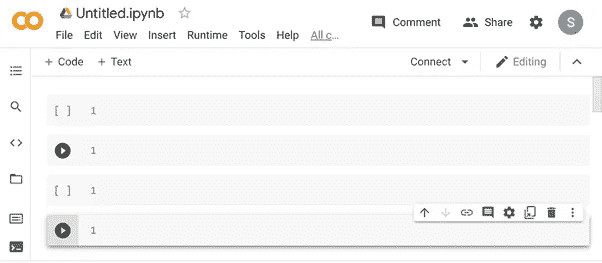 Untitled.ipynb
Comment
Share
S
File Edit View Insert Runtime Tools Help All c...
+ Code + Text
Connect
Editing
[ ] 1
1
[ ] 1
1